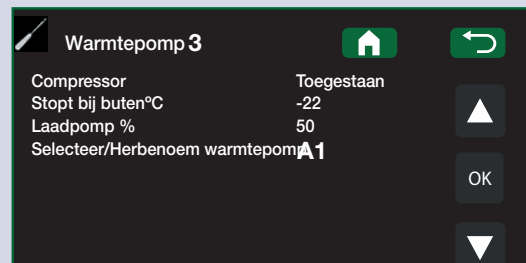 Warmtepomp 3
Compressor Toegestaan
Stopt bij buten°C -22
Laadpomp % 50
Selecteer/Herbenoem warmtepomp A1
OK